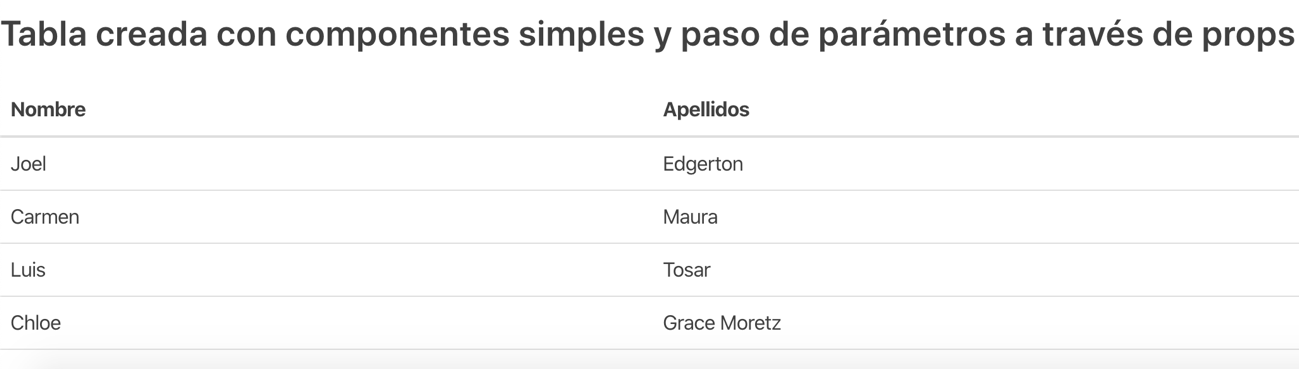 Tabla creada con componentes simples y paso de parámetros a través de props
Nombre Apellidos
Joel Edgerton
Carmen Maura
Luis Tosar
Chloe Grace Moretz